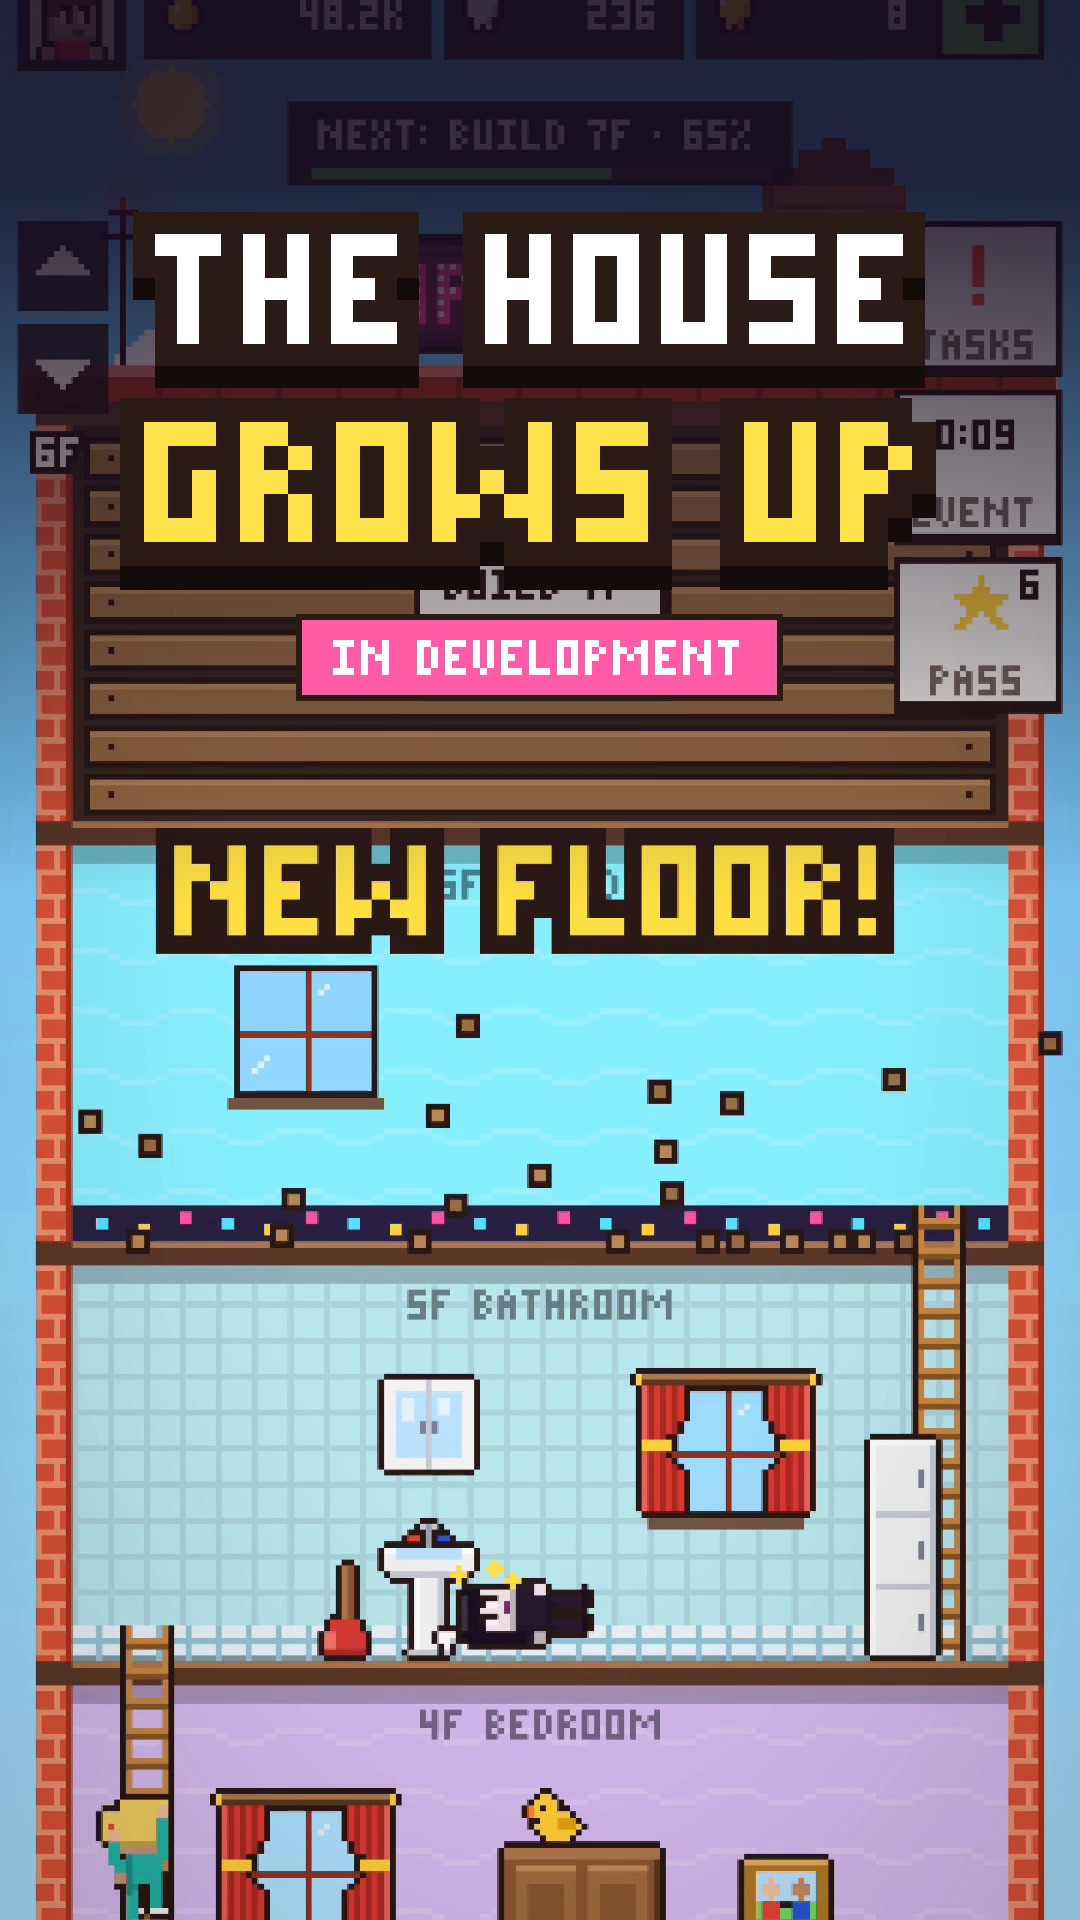 48.2K
236
8
NEXT: BUILD 7F · 65%
THE HOUSE
TASKS
GROWS UP
6F
0:09
EVENT
6
IN DEVELOPMENT
PASS
NEW FLOOR!
5F BATHROOM
4F BEDROOM